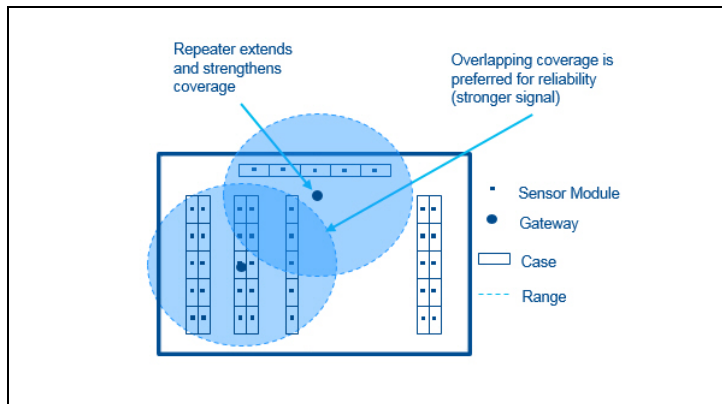 Repeater extends
and strengthens
coverage
Overlapping coverage is
preferred for reliability
(stronger signal)
Sensor Module
Gateway
Case
Range